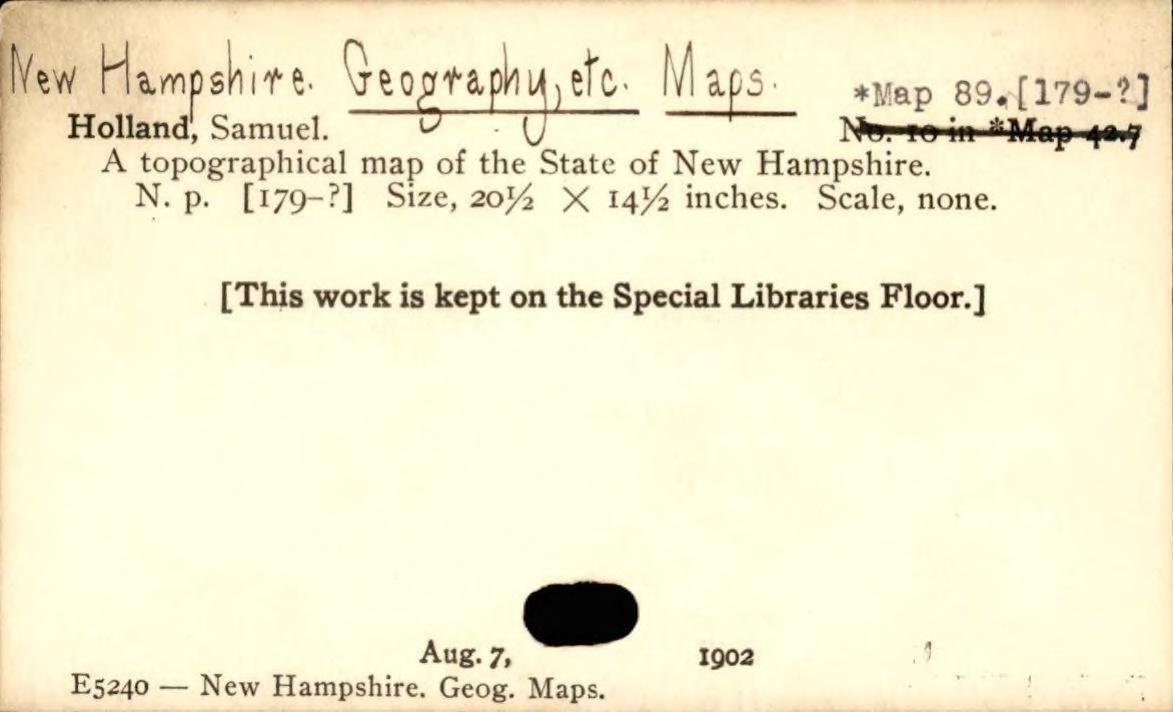 New Hampshire. Geography, etc. Maps.
*Map 89.[179-?]
Holland, Samuel. No. 10 in *Map 42.7
A topographical map of the State of New Hampshire.
N. p. [179-?] Size, 20½ × 14½ inches. Scale, none.
[This work is kept on the Special Libraries Floor.]
Aug. 7, 1902
E5240 — New Hampshire. Geog. Maps.